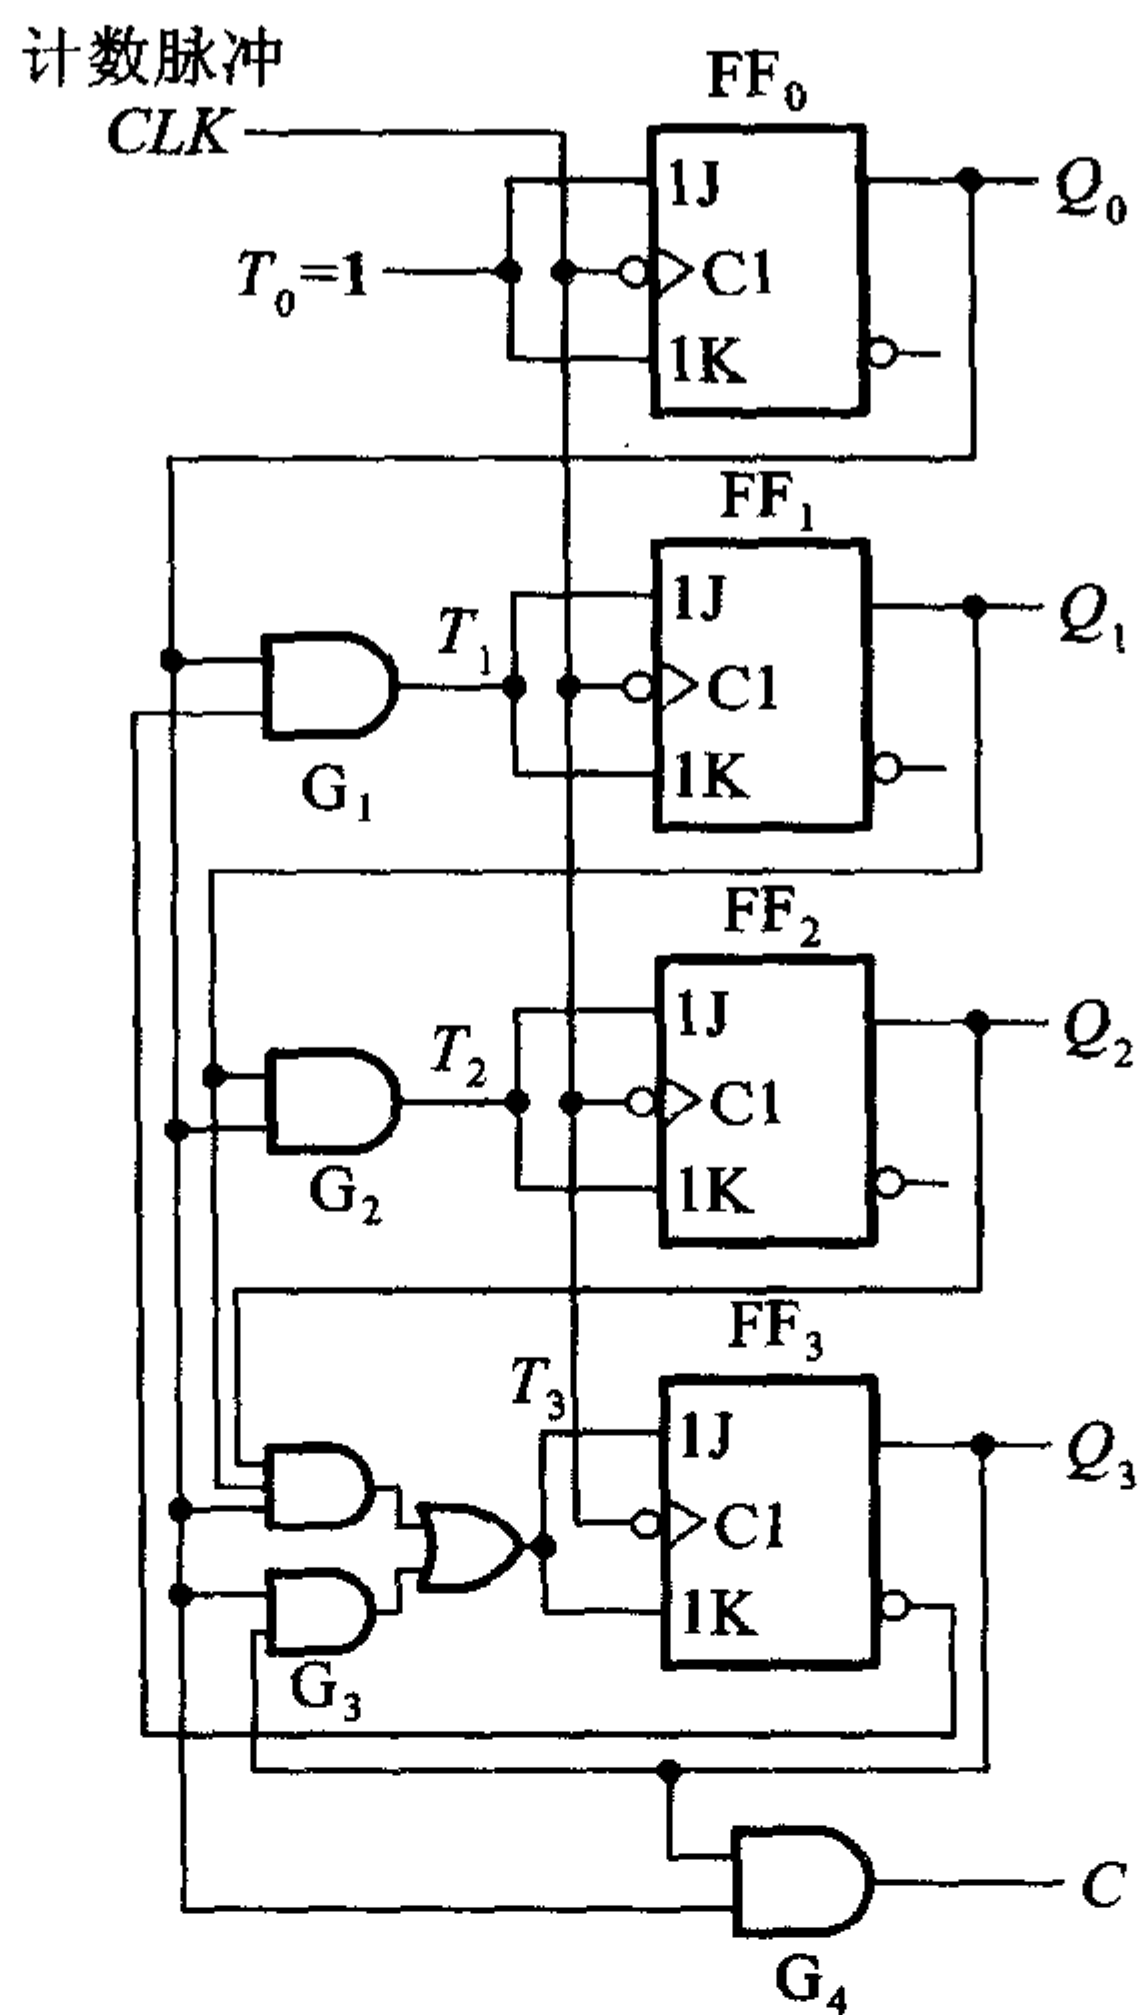 计数脉冲
CLK
FF₀
1J
Q₀
T₀=1
C1
1K
FF₁
1J
Q₁
T₁
C1
G₁
1K
FF₂
1J
Q₂
T₂
C1
G₂
1K
FF₃
T₃
1J
Q₃
C1
1K
G₃
C
G₄